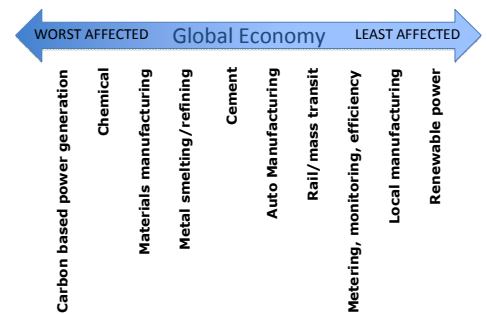 WORST AFFECTED Global Economy LEAST AFFECTED
Carbon based power generation
Chemical
Materials manufacturing
Metal smelting/refining
Cement
Auto Manufacturing
Rail/mass transit
Metering, monitoring, efficiency
Local manufacturing
Renewable power